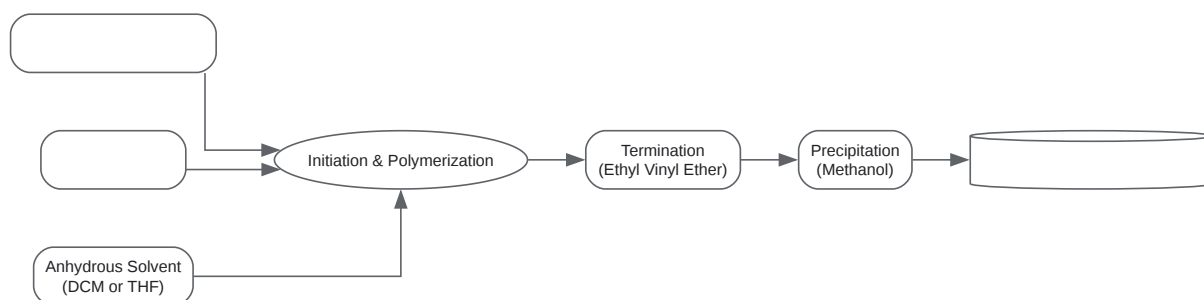 Initiation & Polymerization
Termination
(Ethyl Vinyl Ether)
Precipitation
(Methanol)
Anhydrous Solvent
(DCM or THF)